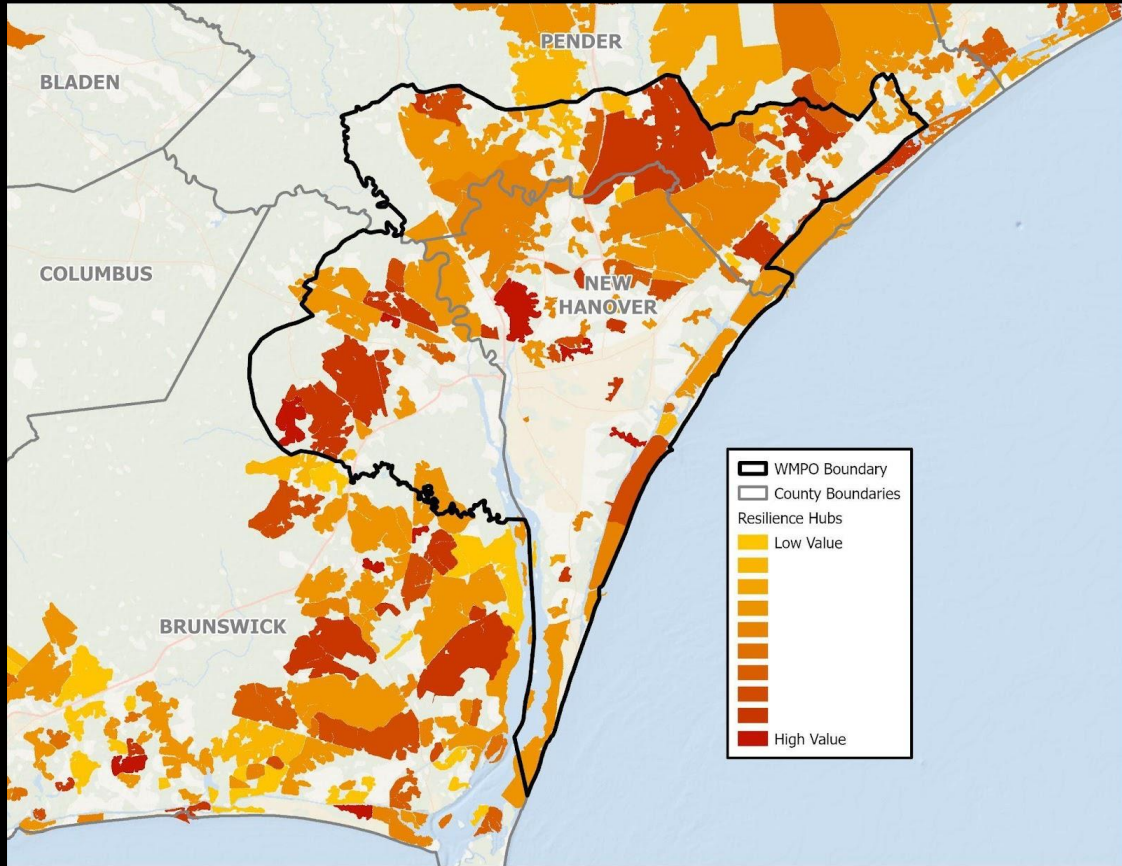 PENDER
BLADEN
COLUMBUS
NEW
HANOVER
WMPO Boundary
County Boundaries
Resilience Hubs
Low Value
High Value
BRUNSWICK